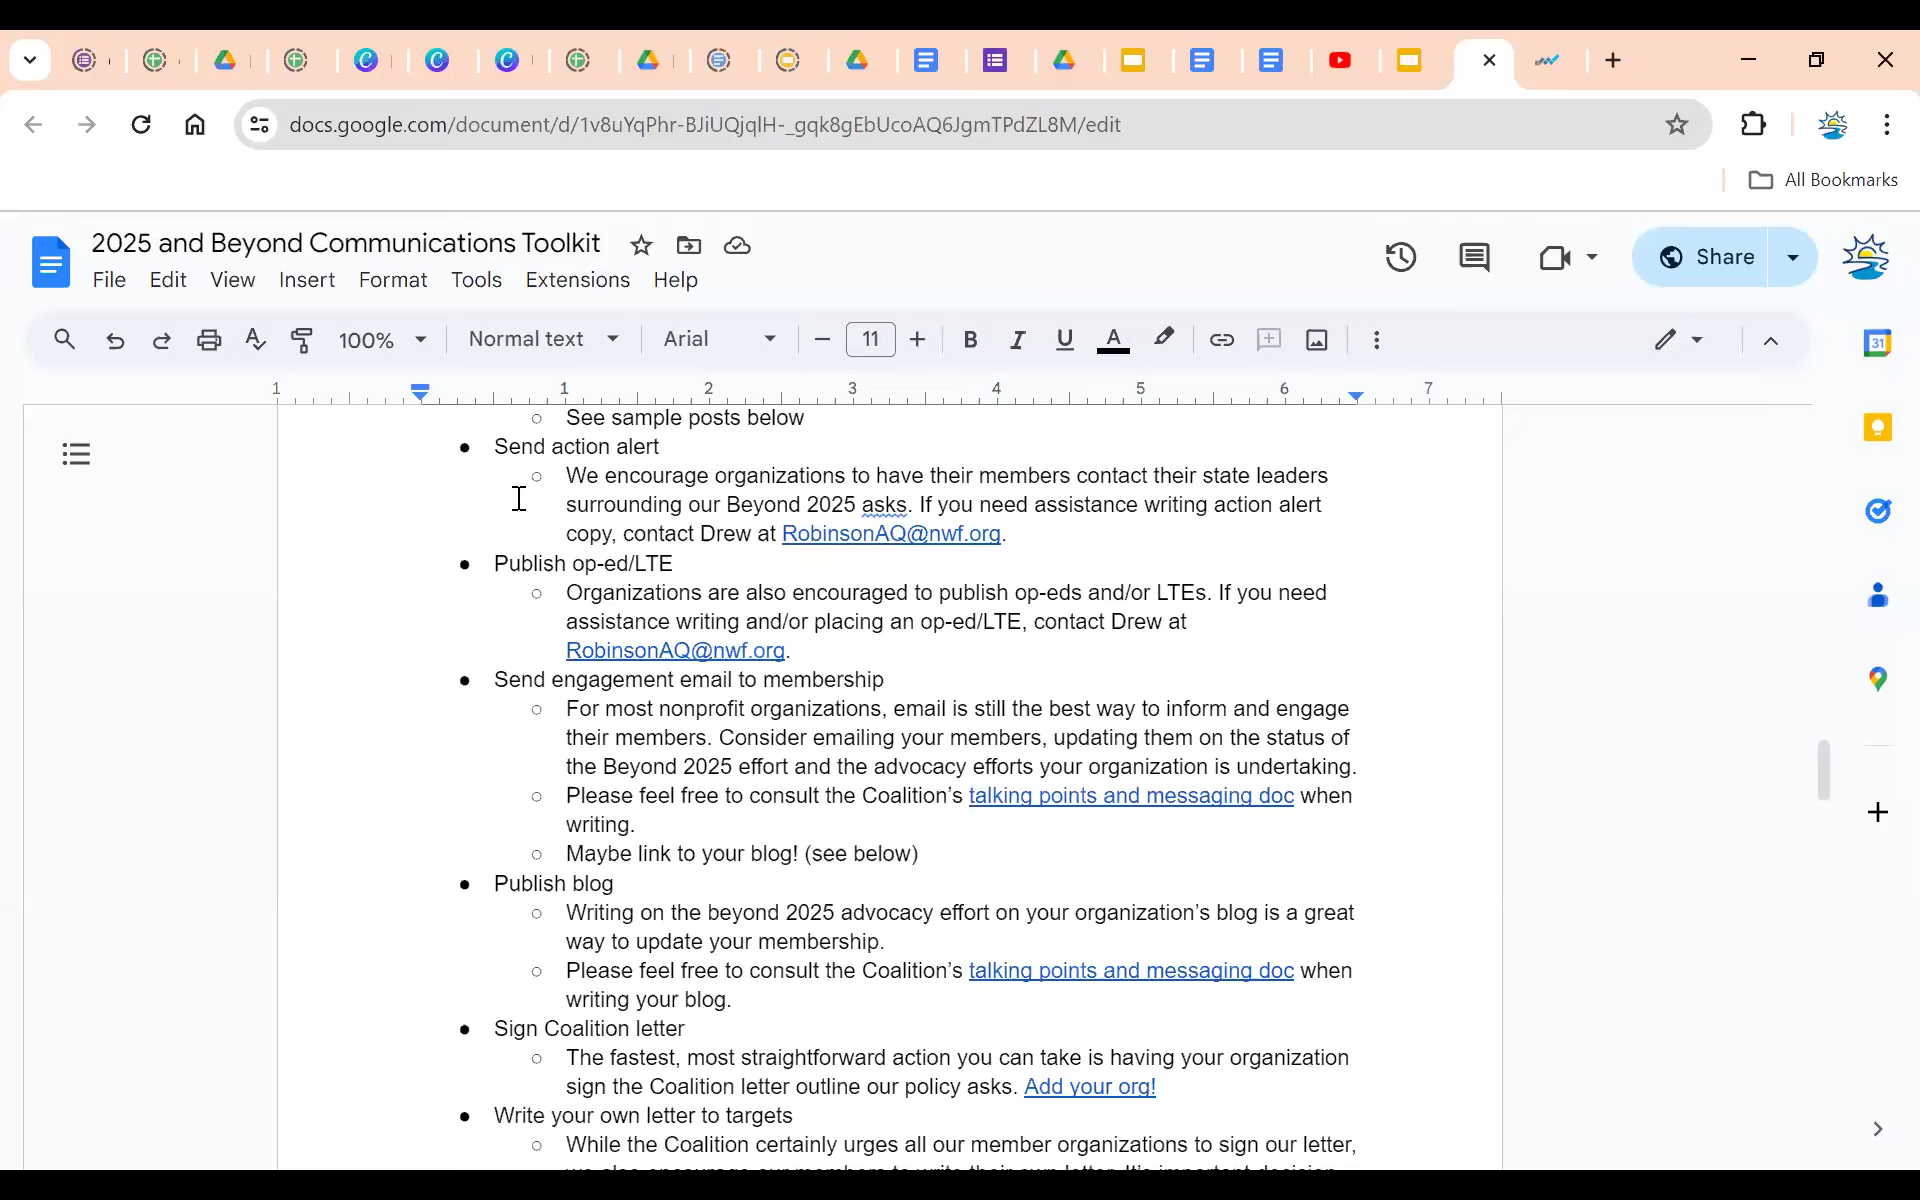 docs.google.com/document/d/1v8uYqPhr-BJiUQjqlH-_gqk8gEbUcoAQ6JgmTPdZL8M/edit
All Bookmarks
2025 and Beyond Communications Toolkit
File Edit View Insert Format Tools Extensions Help
Share
100% Normal text Arial 11 B I U A
31
1 1 2 3 4 5 6 7
○ See sample posts below
● Send action alert
○ We encourage organizations to have their members contact their state leaders
surrounding our Beyond 2025 asks. If you need assistance writing action alert
copy, contact Drew at RobinsonAQ@nwf.org.
● Publish op-ed/LTE
○ Organizations are also encouraged to publish op-eds and/or LTEs. If you need
assistance writing and/or placing an op-ed/LTE, contact Drew at
RobinsonAQ@nwf.org.
● Send engagement email to membership
○ For most nonprofit organizations, email is still the best way to inform and engage
their members. Consider emailing your members, updating them on the status of
the Beyond 2025 effort and the advocacy efforts your organization is undertaking.
○ Please feel free to consult the Coalition’s talking points and messaging doc when
writing.
○ Maybe link to your blog! (see below)
● Publish blog
○ Writing on the beyond 2025 advocacy effort on your organization’s blog is a great
way to update your membership.
○ Please feel free to consult the Coalition’s talking points and messaging doc when
writing your blog.
● Sign Coalition letter
○ The fastest, most straightforward action you can take is having your organization
sign the Coalition letter outline our policy asks. Add your org!
● Write your own letter to targets
○ While the Coalition certainly urges all our member organizations to sign our letter,